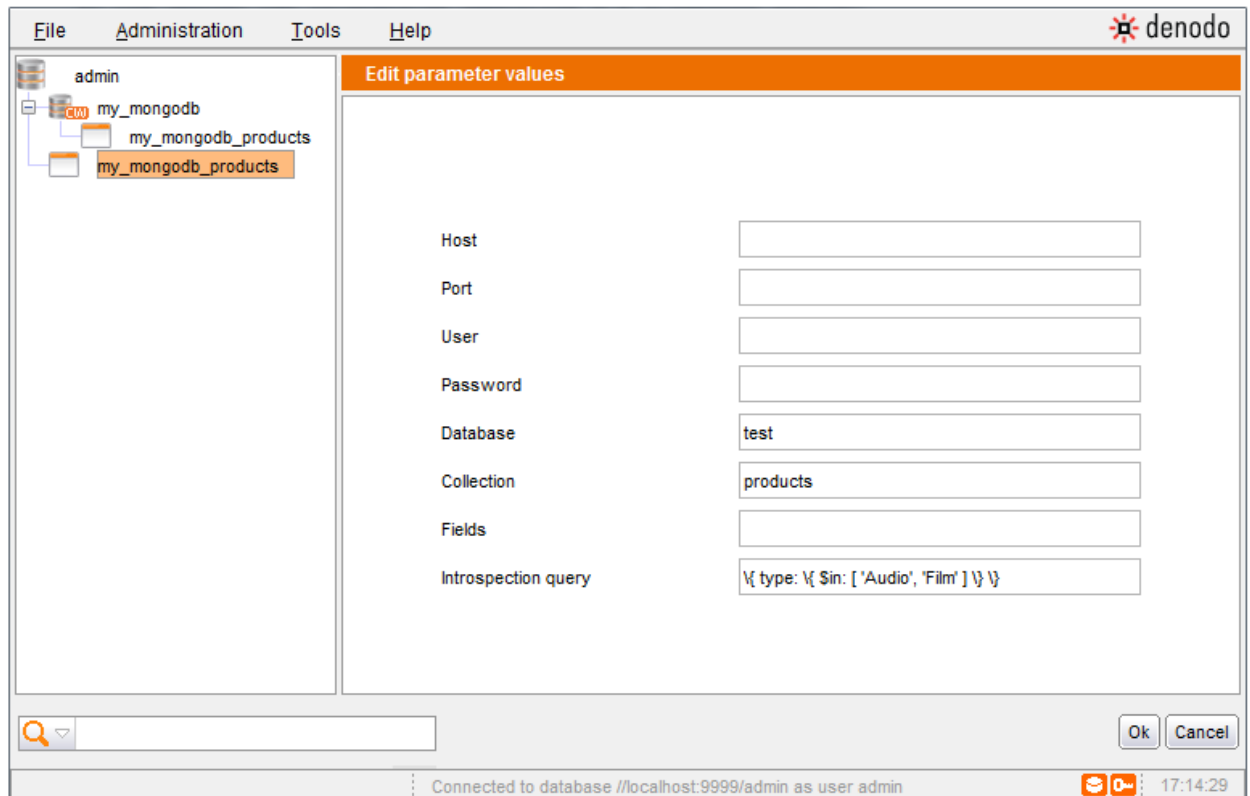 File Administration Tools Help denodo
admin
my_mongodb
my_mongodb_products
my_mongodb_products
Edit parameter values
Host
Port
User
Password
Database test
Collection products
Fields
Introspection query \{ type: \{ $in: [ 'Audio', 'Film' ] \} \}
Ok Cancel
Connected to database //localhost:9999/admin as user admin 17:14:29